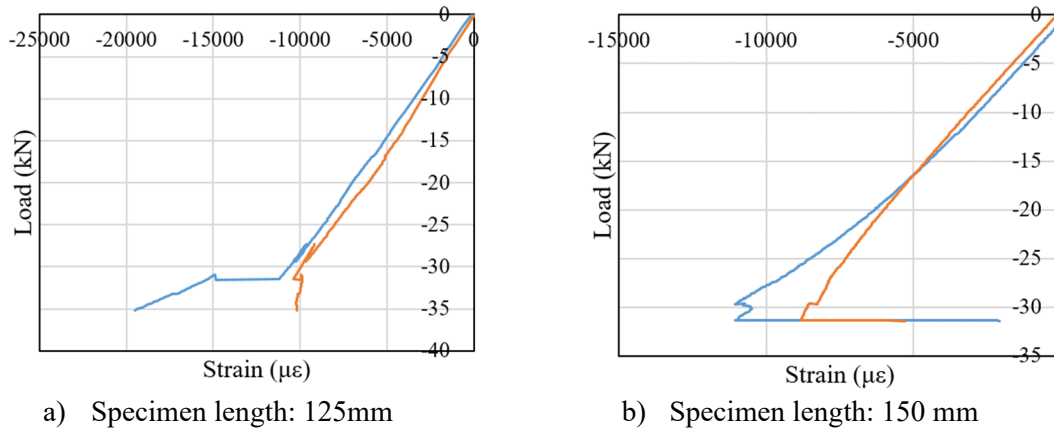 -25000 -20000 -15000 -10000 -5000 0
0
-5
-10
-15
-20
-25
-30
-35
-40
Load (kN)
Strain (με)
a) Specimen length: 125mm
-15000 -10000 -5000
0
-5
-10
-15
-20
-25
-30
-35
Load (kN)
Strain (με)
b) Specimen length: 150 mm